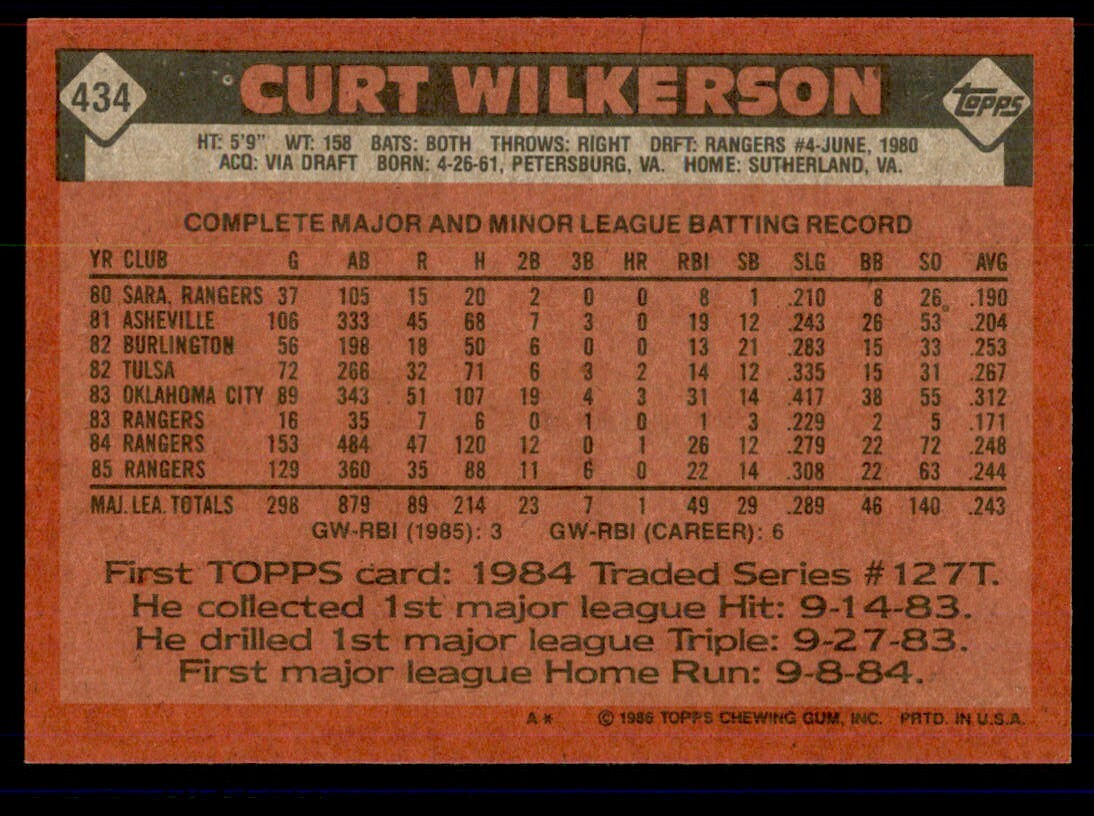 434 CURT WILKERSON TOPPS
HT: 5'9" WT: 158 BATS: BOTH THROWS: RIGHT DRFT: RANGERS #4-JUNE, 1980
ACQ: VIA DRAFT BORN: 4-26-61, PETERSBURG, VA. HOME: SUTHERLAND, VA.
COMPLETE MAJOR AND MINOR LEAGUE BATTING RECORD
YR CLUB G AB R H 2B 3B HR RBI SB SLG BB SO AVG
80 SARA. RANGERS 37 105 15 20 2 0 0 8 1 .210 8 26 .190
81 ASHEVILLE 106 333 45 68 7 3 0 19 12 .243 26 53 .204
82 BURLINGTON 56 198 18 50 6 0 0 13 21 .283 15 33 .253
82 TULSA 72 266 32 71 6 3 2 14 12 .335 15 31 .267
83 OKLAHOMA CITY 89 343 51 107 19 4 3 31 14 .417 38 55 .312
83 RANGERS 16 35 7 6 0 1 0 1 3 .229 2 5 .171
84 RANGERS 153 484 47 120 12 0 1 26 12 .279 22 72 .248
85 RANGERS 129 360 35 88 11 6 0 22 14 .308 22 63 .244
MAJ. LEA. TOTALS 298 879 89 214 23 7 1 49 29 .289 46 140 .243
GW-RBI (1985): 3 GW-RBI (CAREER): 6
First TOPPS card: 1984 Traded Series #127T.
He collected 1st major league Hit: 9-14-83.
He drilled 1st major league Triple: 9-27-83.
First major league Home Run: 9-8-84.
A* © 1986 TOPPS CHEWING GUM, INC. PRTD. IN U.S.A.